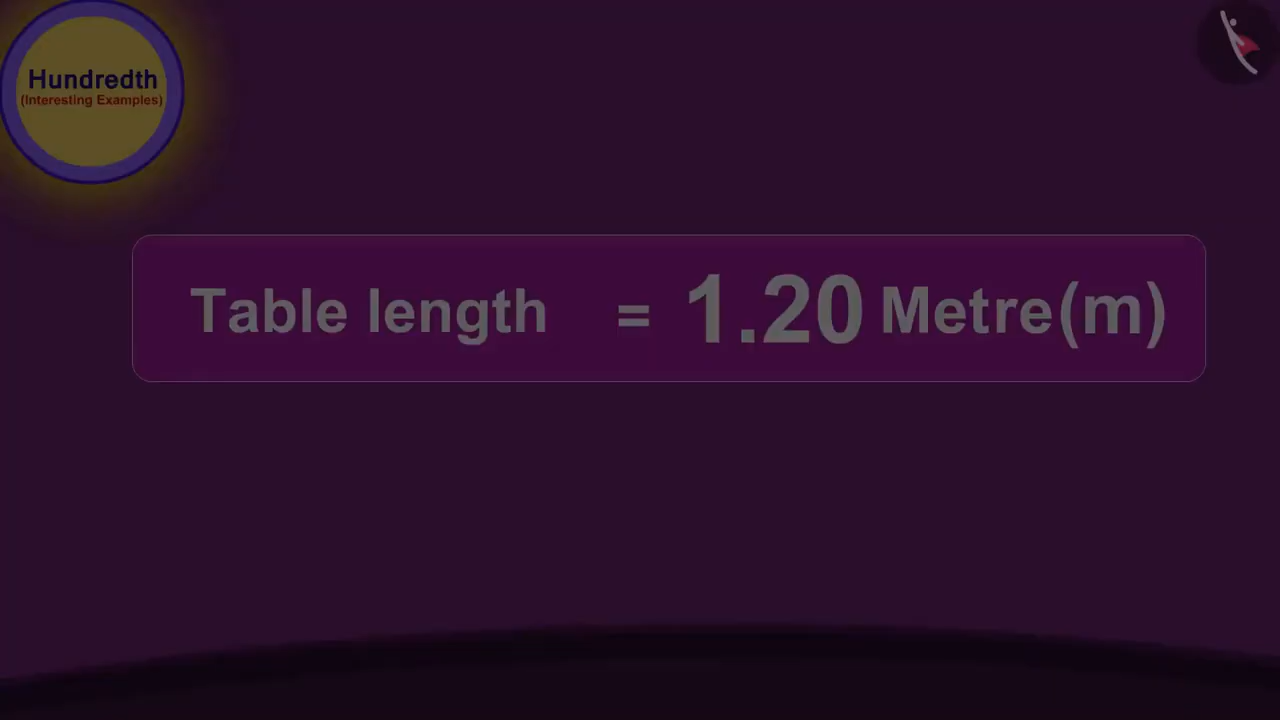 Hundredth
(Interesting Examples)
Table length = 1.20 Metre(m)